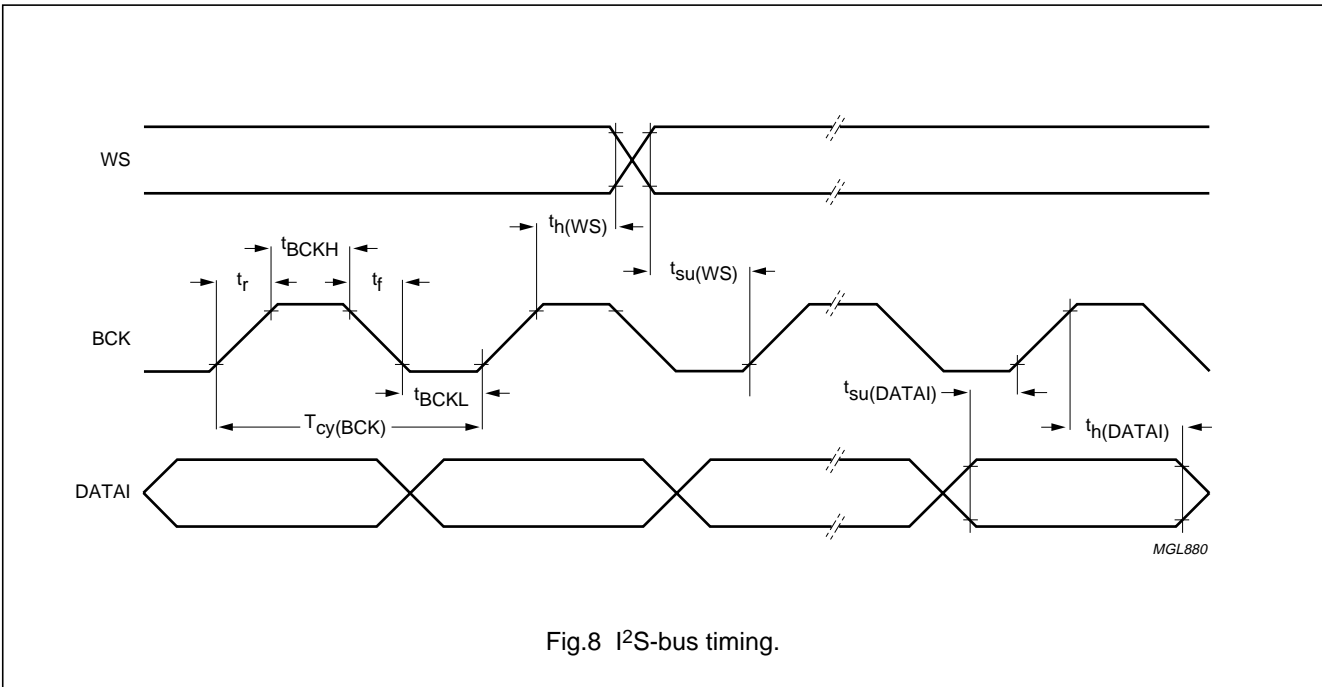 WS
th(WS)
tBCKH
tsu(WS)
tr
tf
BCK
tBCKL
tsu(DATAI)
Tcy(BCK)
th(DATAI)
DATAI
MGL880
Fig.8 I²S-bus timing.